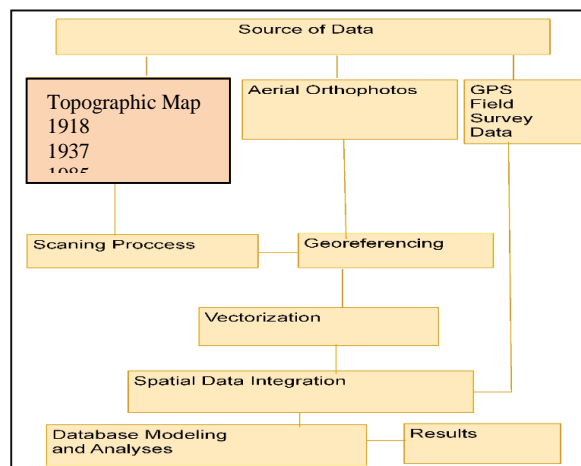 Source of Data
Topographic Map
1918
1937
1985
Aerial Orthophotos
GPS
Field
Survey
Data
Scaning Proccess
Georeferencing
Vectorization
Spatial Data Integration
Database Modeling
and Analyses
Results